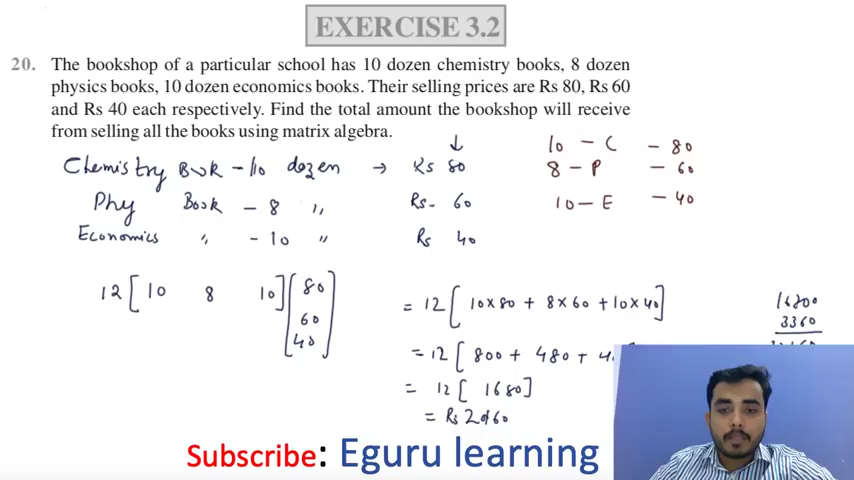 EXERCISE 3.2
20. The bookshop of a particular school has 10 dozen chemistry books, 8 dozen
physics books, 10 dozen economics books. Their selling prices are Rs 80, Rs 60
and Rs 40 each respectively. Find the total amount the bookshop will receive
from selling all the books using matrix algebra.
Chemistry Book - 10 dozen → Rs 80
Phy Book - 8 〃 Rs - 60
Economics 〃 - 10 〃 Rs 40
10 - C - 80
8 - P - 60
10 - E - 40
12 [10 8 10] [80
60
40]
= 12 [10×80 + 8×60 + 10×40]
= 12 [800 + 480 +
= 12 [1680]
= Rs 20160
16800
3360
Subscribe: Eguru learning